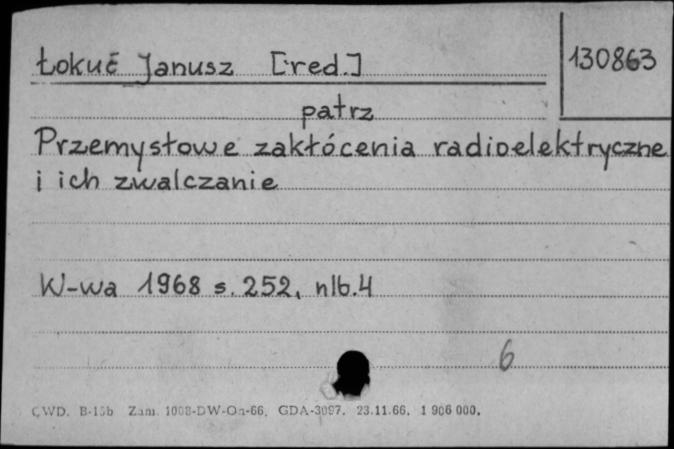 Łokuć Janusz [red.]
130863
patrz
Przemysłowe zakłócenia radioelektryczne
i ich zwalczanie
W-wa 1968 s. 252, nlb. 4
6
CWD. B-15b Zam. 1008-DW-On-66. GDA-3097. 23.11.66. 1 906 000.